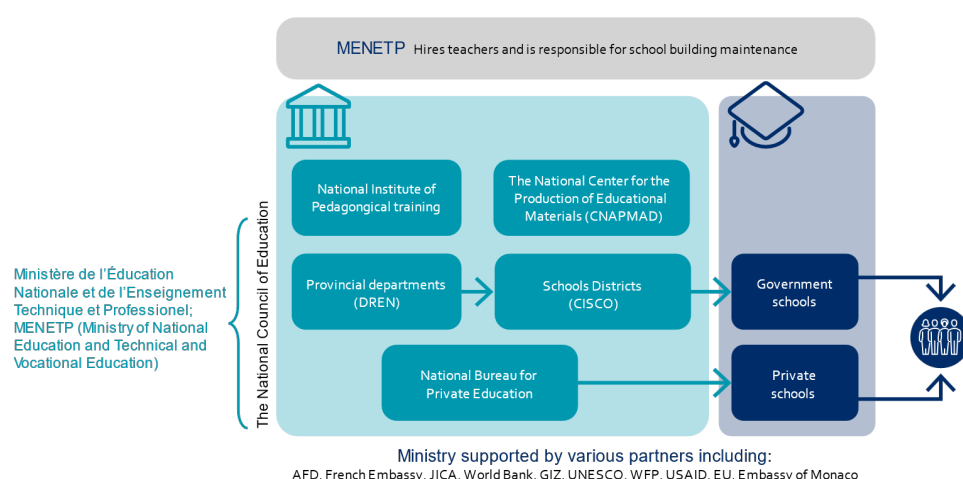 MENETP Hires teachers and is responsible for school building maintenance
National Institute of
Pedagongical training
The National Center for the
Production of Educational
Materials (CNAPMAD)
The National Council of Education
Ministère de l’Éducation
Nationale et de l’Enseignement
Technique et Professionel;
MENETP (Ministry of National
Education and Technical and
Vocational Education)
Provincial departments
(DREN)
Schools Districts
(CISCO)
Government
schools
National Bureau for
Private Education
Private
schools
Ministry supported by various partners including:
AFD, French Embassy, JICA, World Bank, GIZ, UNESCO, WFP, USAID, EU, Embassy of Monaco